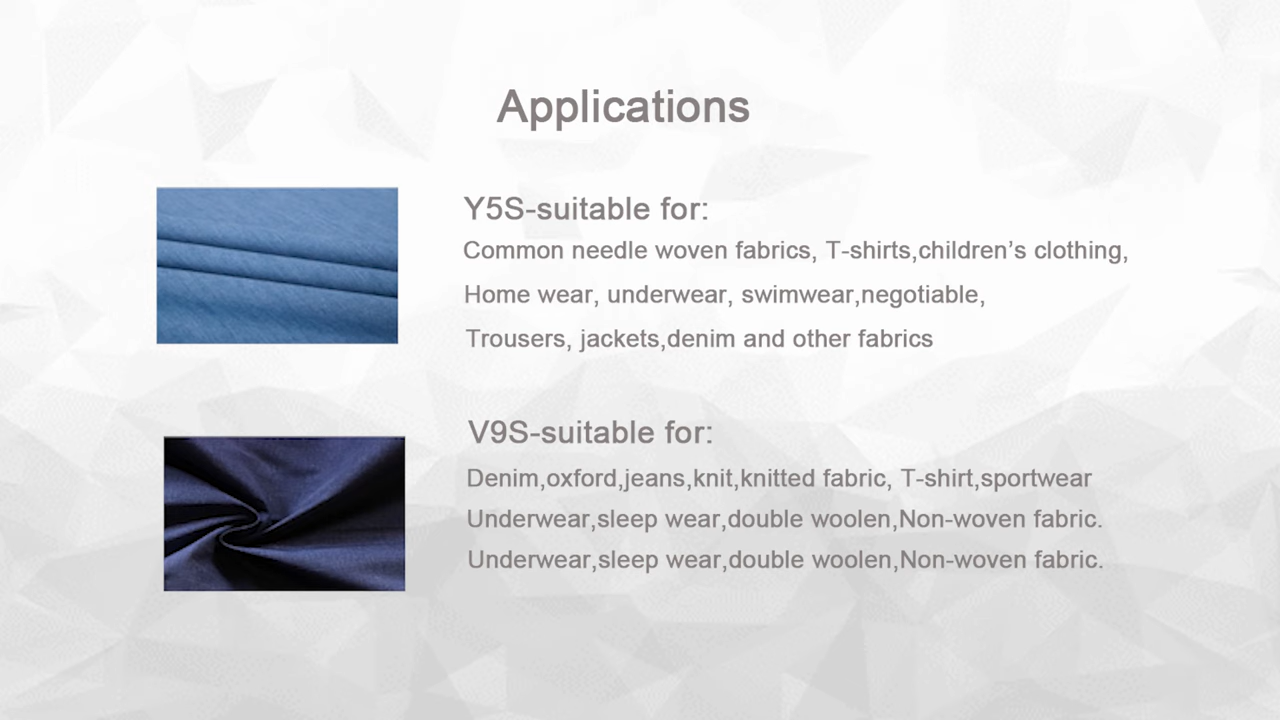 Applications
Y5S-suitable for:
Common needle woven fabrics, T-shirts,children’s clothing,
Home wear, underwear, swimwear,negotiable,
Trousers, jackets,denim and other fabrics
V9S-suitable for:
Denim,oxford,jeans,knit,knitted fabric, T-shirt,sportwear
Underwear,sleep wear,double woolen,Non-woven fabric.
Underwear,sleep wear,double woolen,Non-woven fabric.